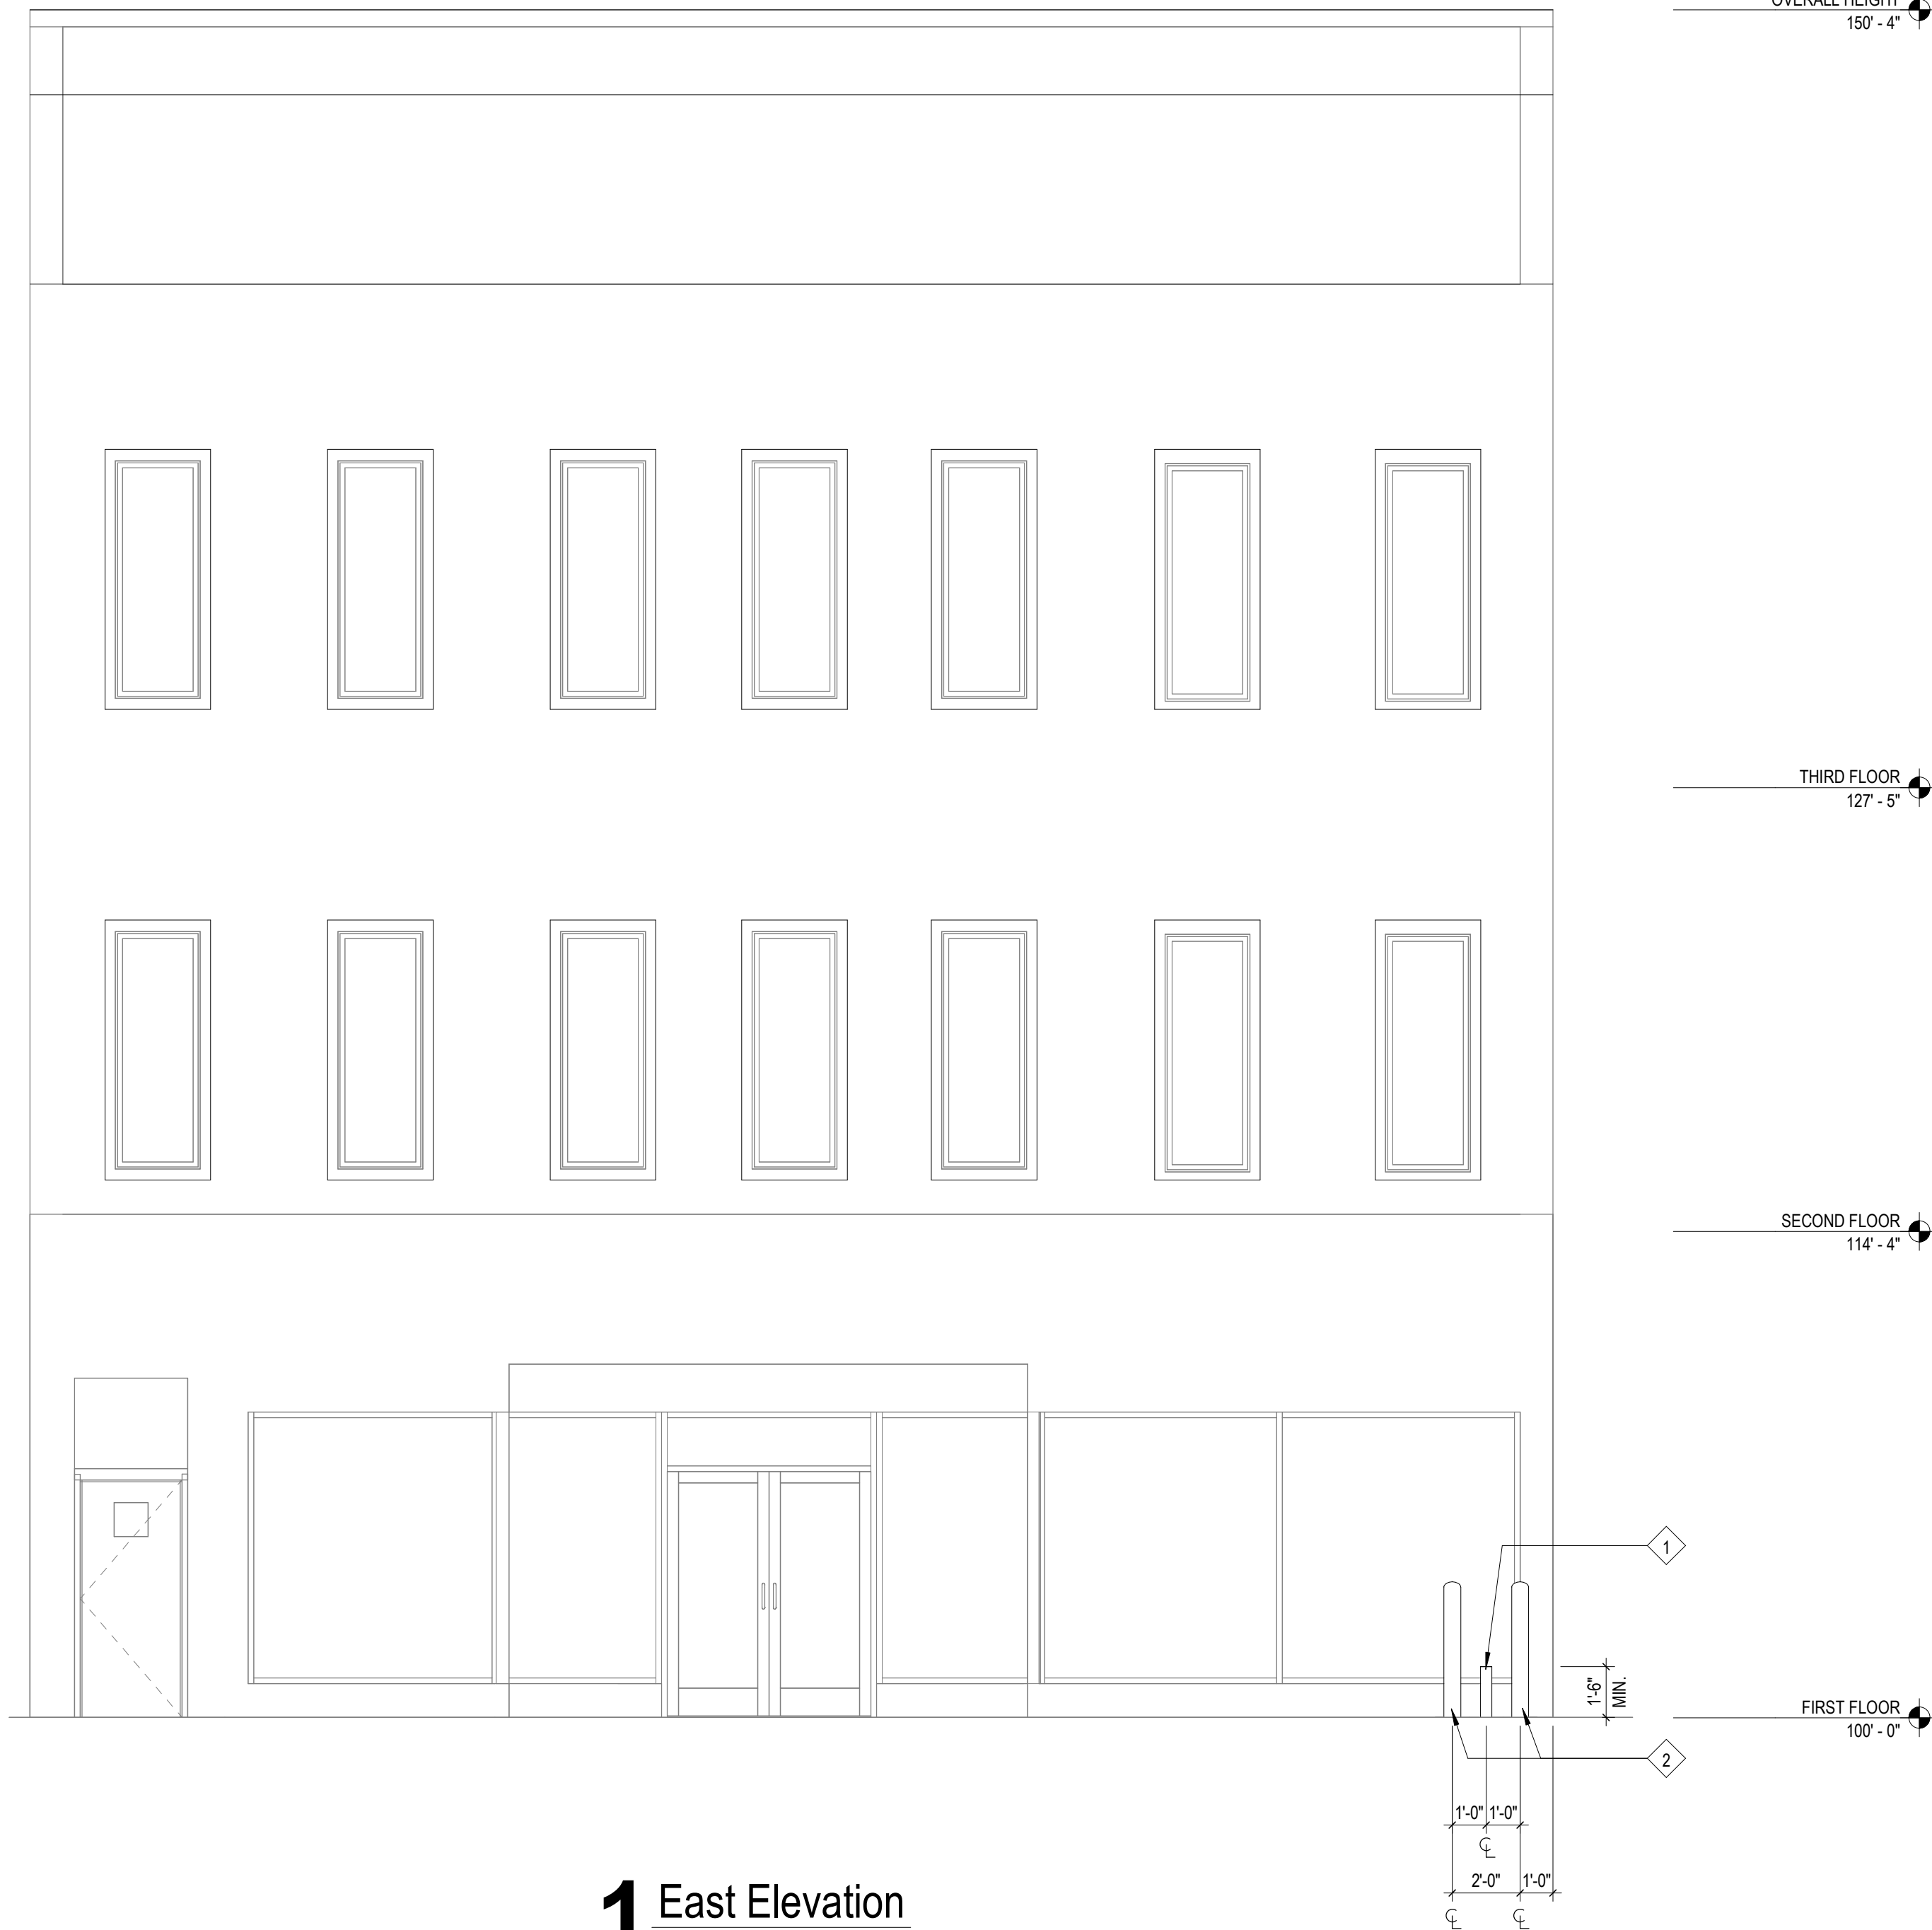 OVERALL HEIGHT
150' - 4"
THIRD FLOOR
127' - 5"
SECOND FLOOR
114' - 4"
1
1'-6"
MIN.
FIRST FLOOR
100' - 0"
2
1'-0" 1'-0"
℄
2'-0" 1'-0"
℄ ℄
1 East Elevation